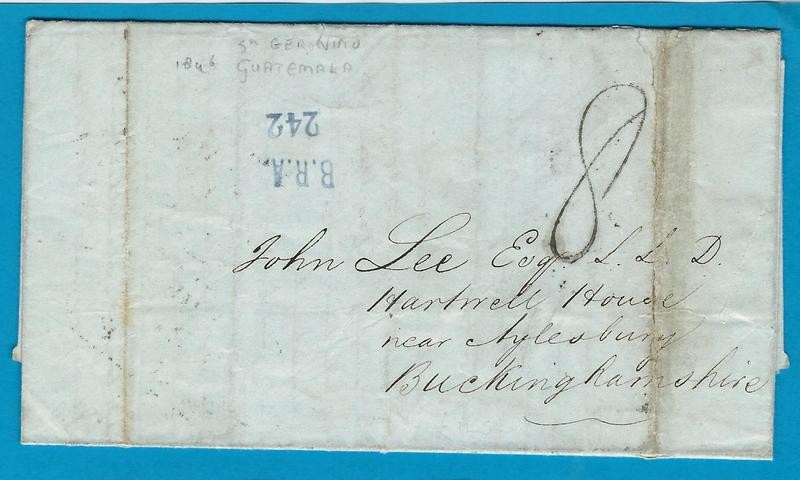 Sn GERONIMO
1846 GUATEMALA
B.R.A.
242
8
John Lee Esq. L. L. D.
Hartwell House
near Aylesbury
Buckinghamshire